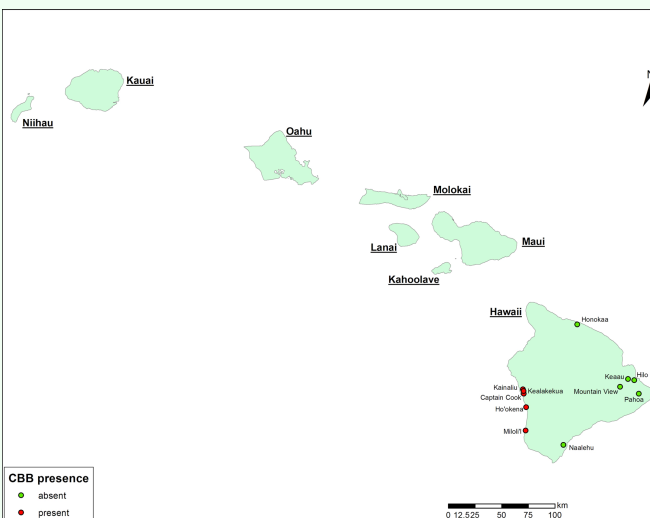 N
Kauai
Niihau
Oahu
Molokai
Lanai
Maui
Kahoolave
Hawaii
Honokaa
Keaau
Hilo
Kainaliu
Kealakekua
Mountain View
Captain Cook
Pahoa
Ho'okena
Miloli'i
Naalehu
CBB presence
absent
present
km
0 12.525 50 75 100